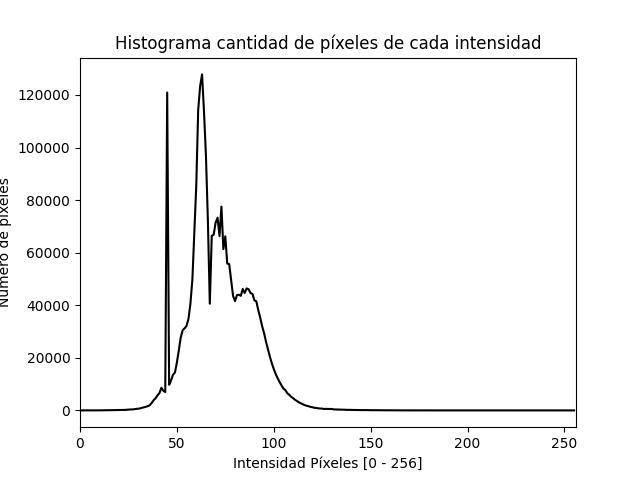 Histograma cantidad de píxeles de cada intensidad
Número de píxeles
120000
100000
80000
60000
40000
20000
0
0 50 100 150 200 250
Intensidad Píxeles [0 - 256]